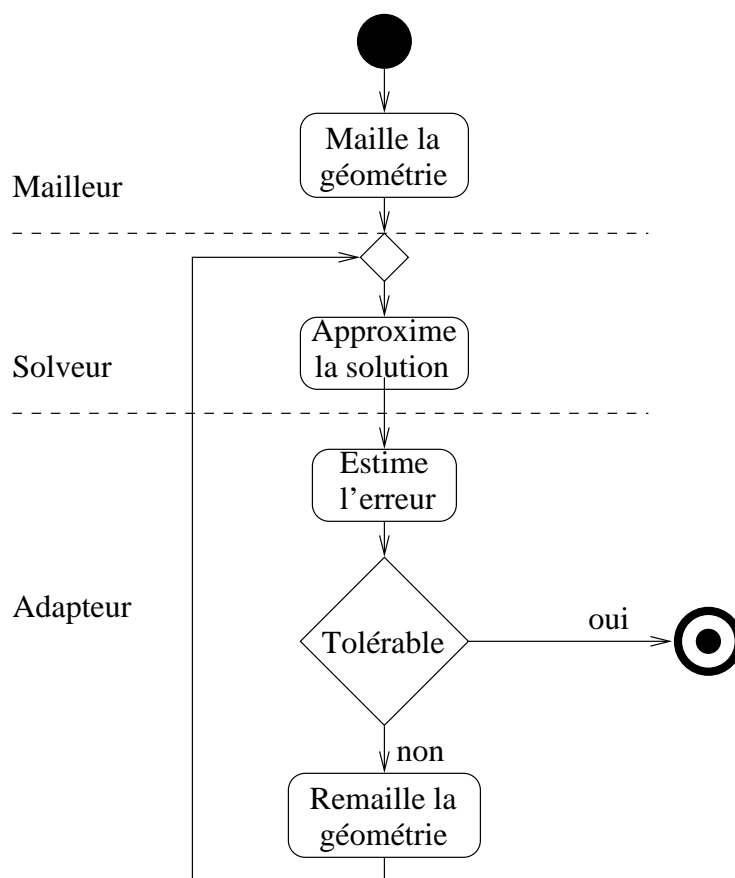 Maille la
géométrie
Mailleur
Approxime
la solution
Solveur
Estime
l'erreur
Adapteur
Tolérable
oui
non
Remaille la
géométrie